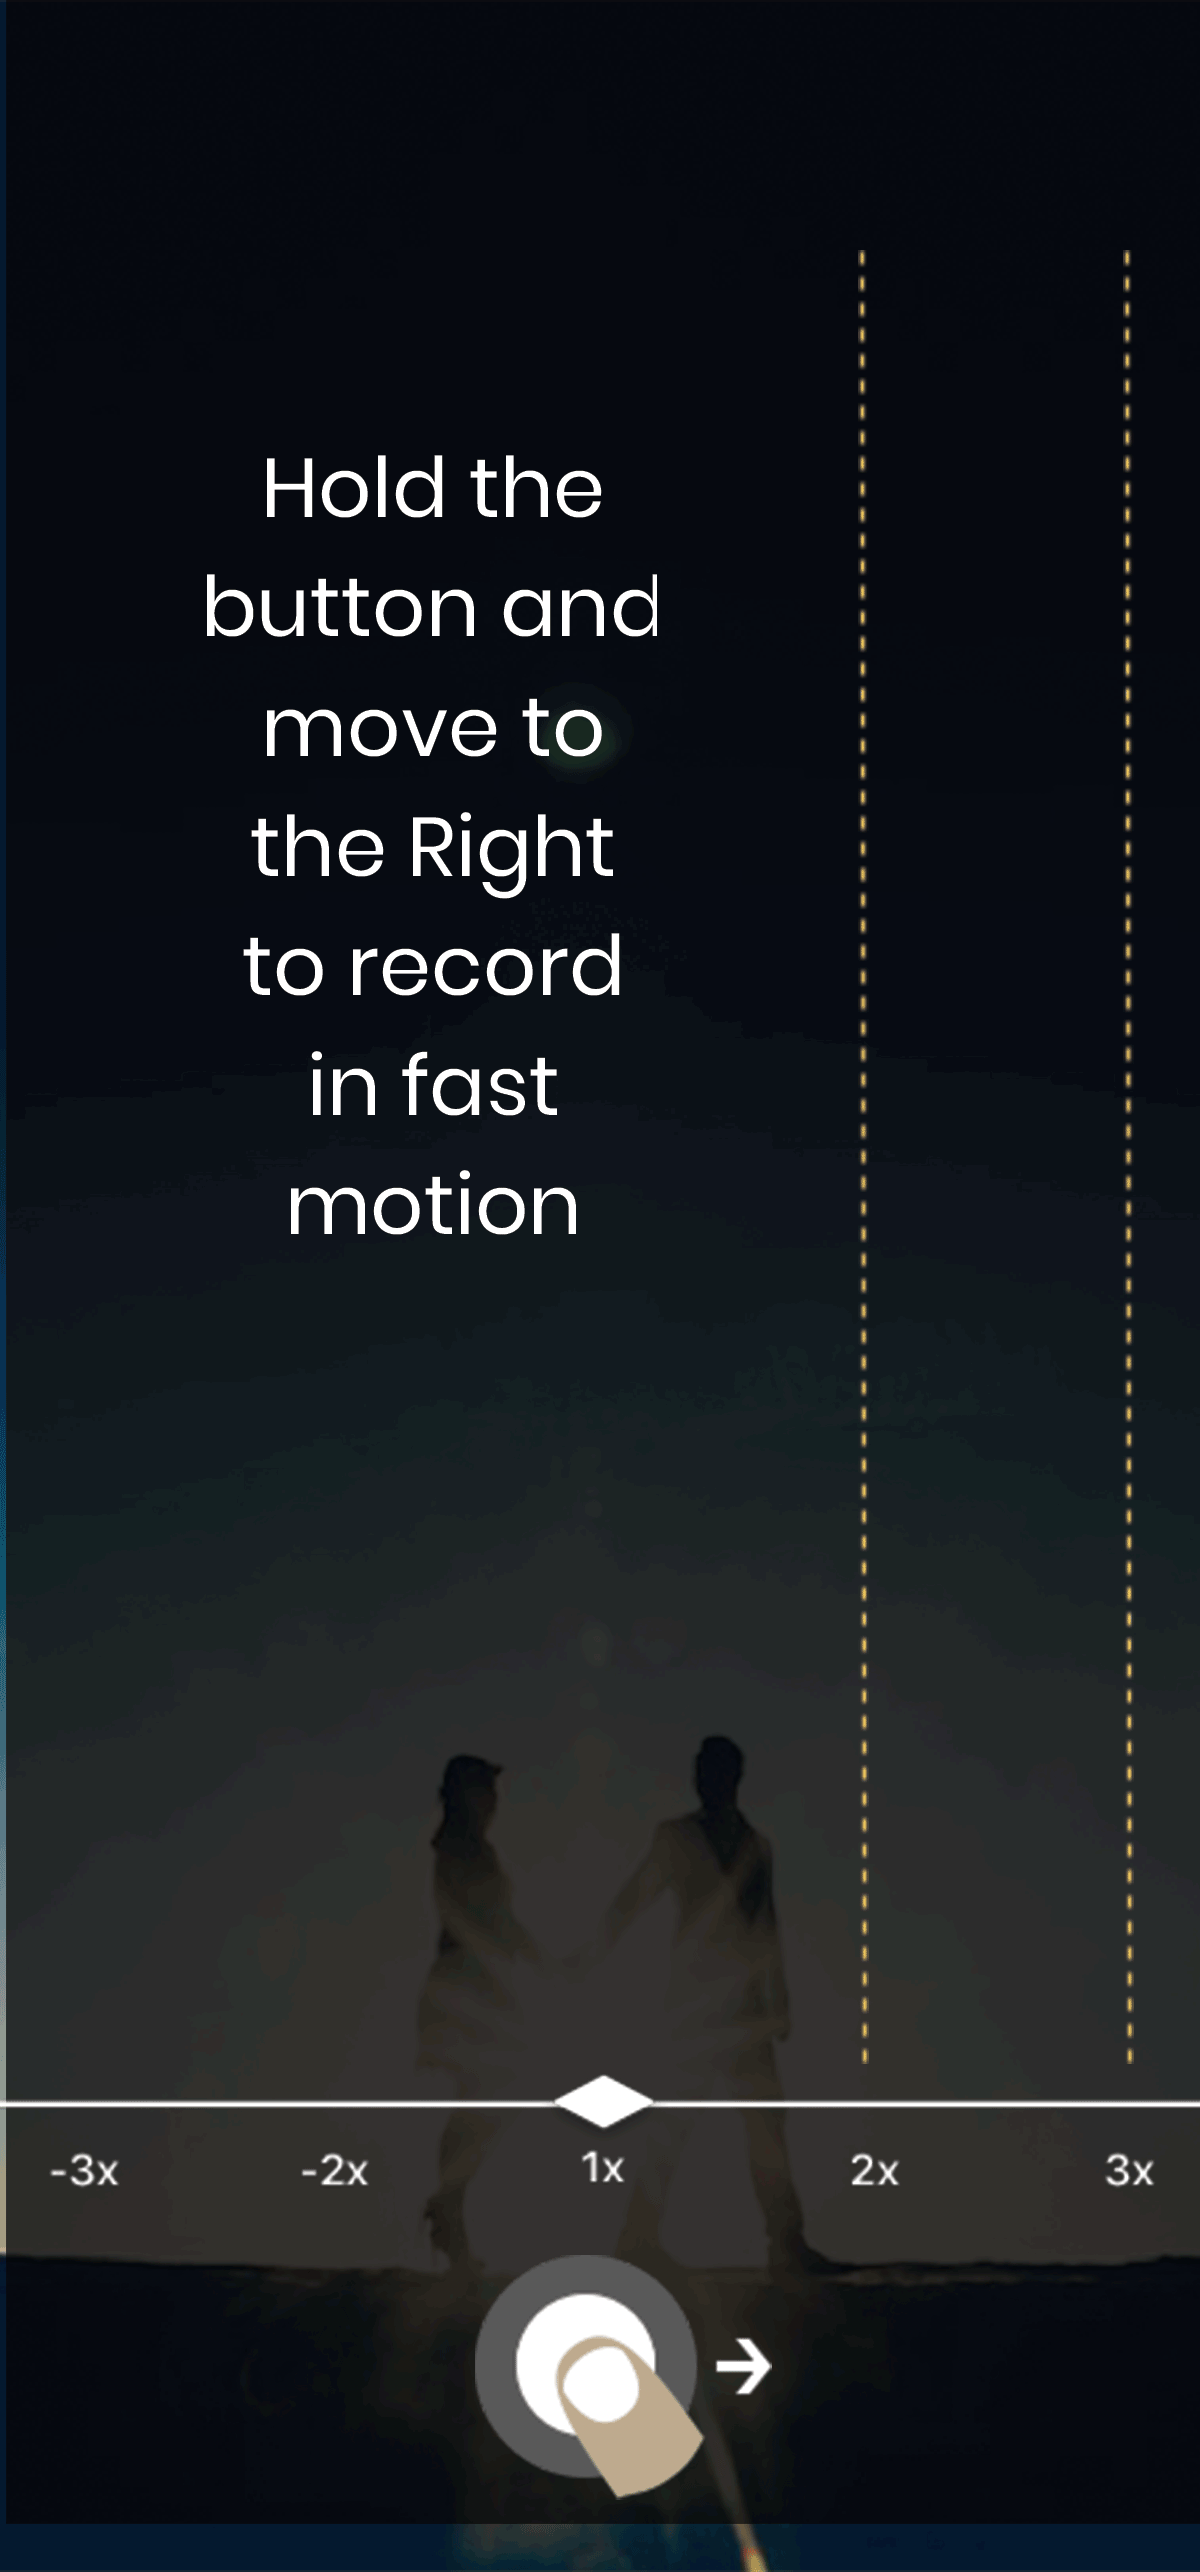 Hold the
button and
move to
the Right
to record
in fast
motion
-3x -2x 1x 2x 3x